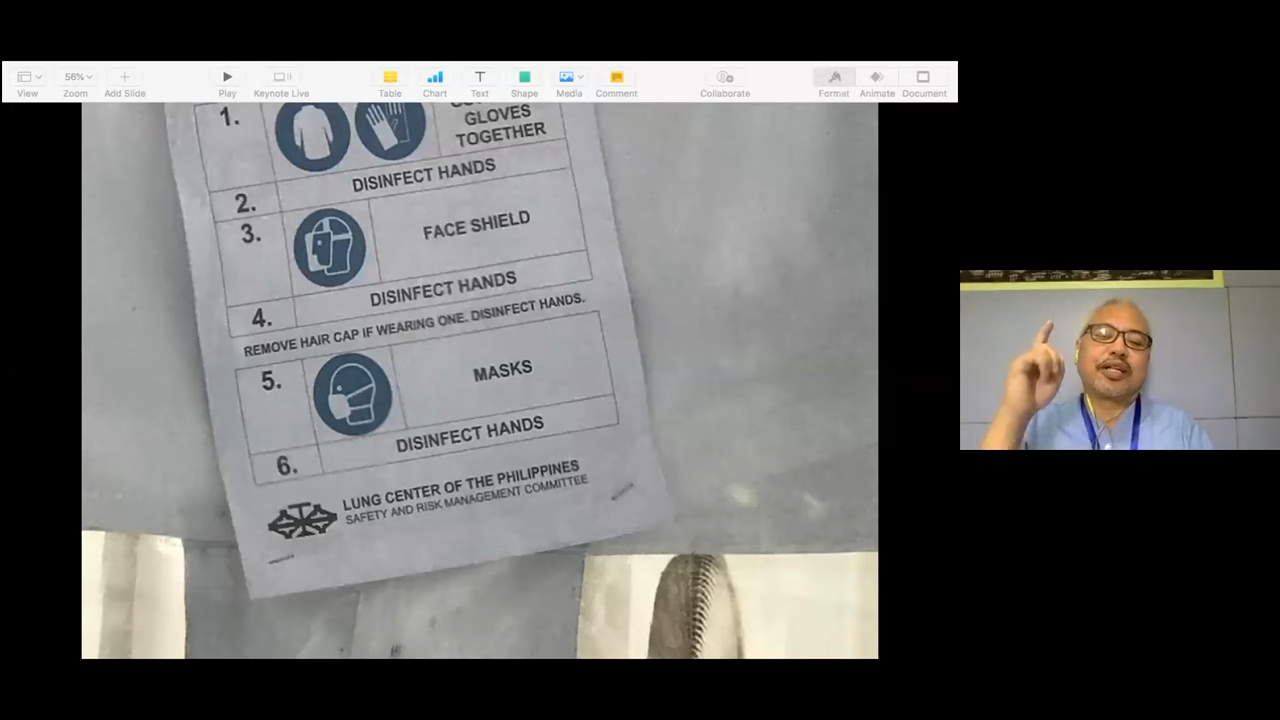 56%
View
Zoom
Add Slide
Play
Keynote Live
Table
Chart
Text
Shape
Media
Comment
Collaborate
Format
Animate
Document
1.
GLOVES
TOGETHER
2.
DISINFECT HANDS
3.
FACE SHIELD
4.
DISINFECT HANDS
REMOVE HAIR CAP IF WEARING ONE. DISINFECT HANDS.
5.
MASKS
6.
DISINFECT HANDS
LUNG CENTER OF THE PHILIPPINES
SAFETY AND RISK MANAGEMENT COMMITTEE